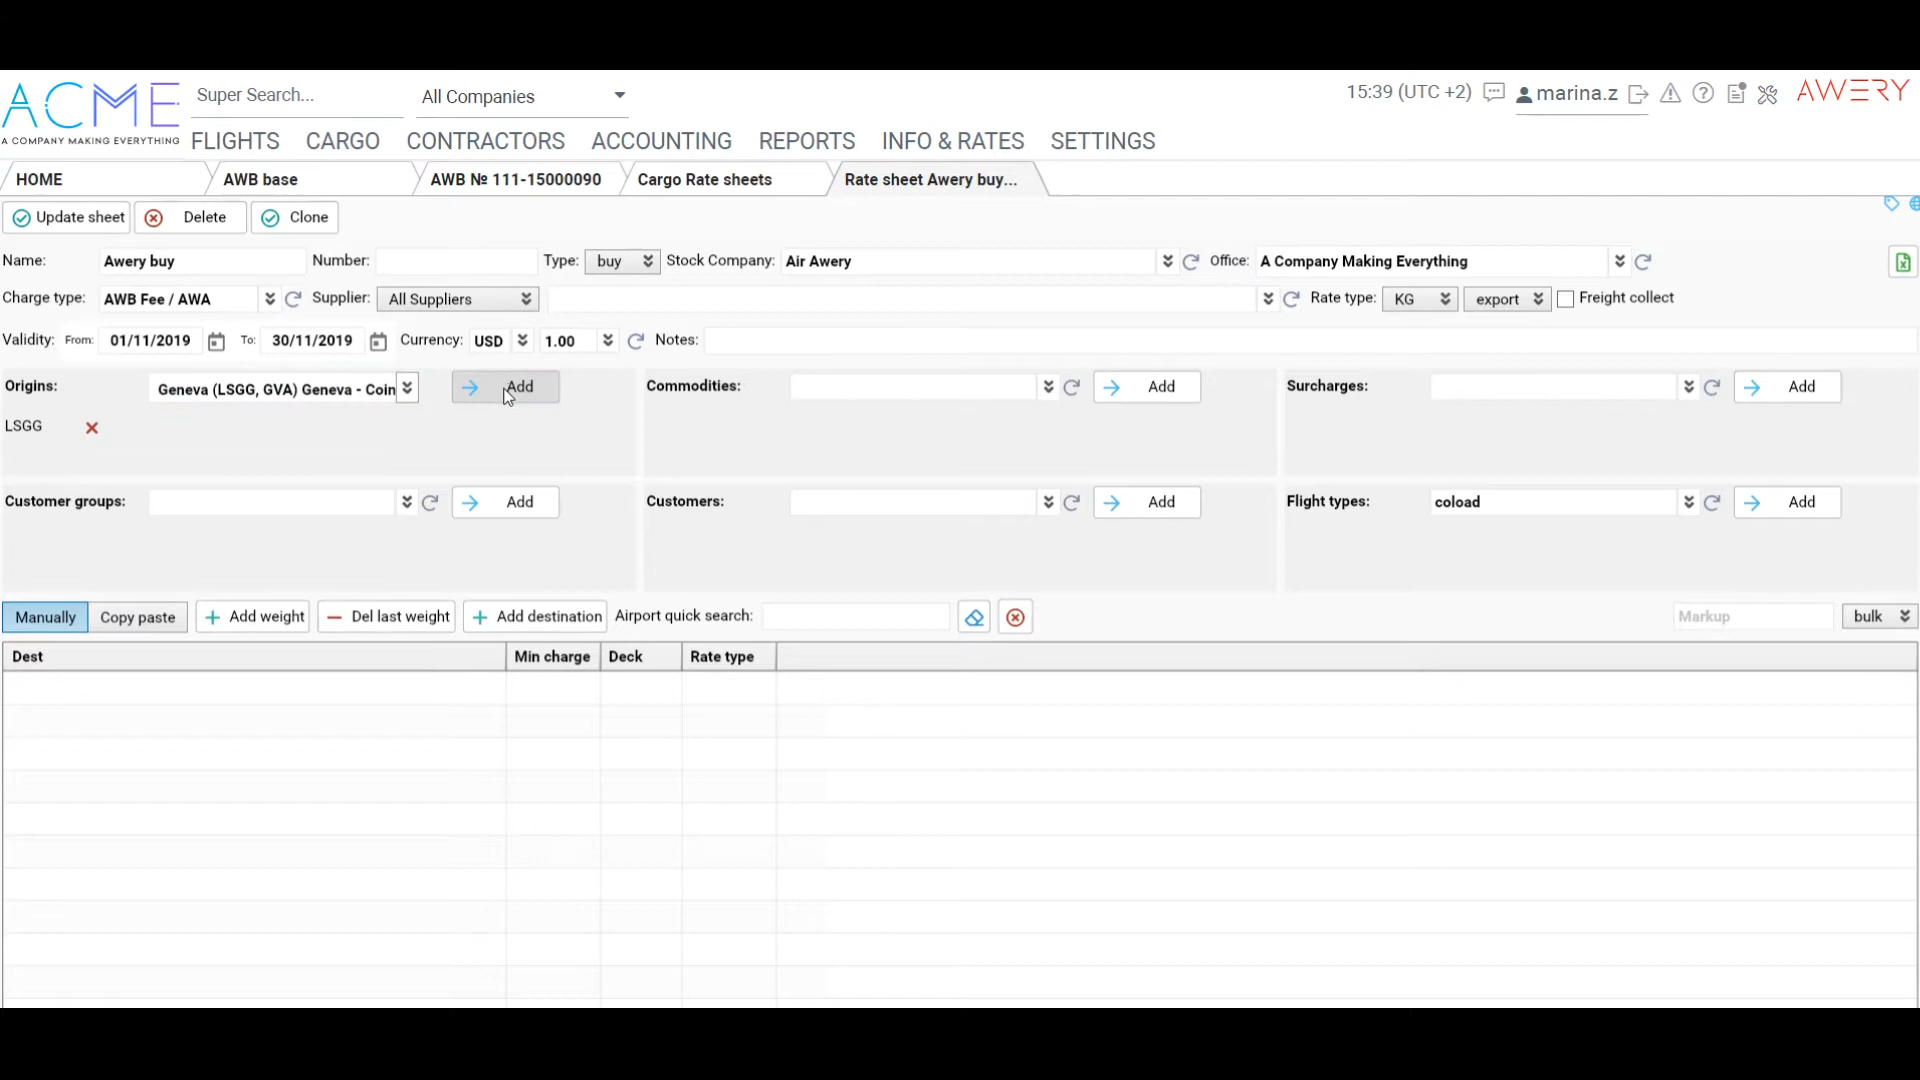 ACME
A COMPANY MAKING EVERYTHING
Super Search...
All Companies
15:39 (UTC +2)
marina.z
AWERY
FLIGHTS CARGO CONTRACTORS ACCOUNTING REPORTS INFO & RATES SETTINGS
HOME AWB base AWB № 111-15000090 Cargo Rate sheets Rate sheet Awery buy...
Update sheet Delete Clone
Name: Awery buy Number: Type: buy Stock Company: Air Awery Office: A Company Making Everything
Charge type: AWB Fee / AWA Supplier: All Suppliers Rate type: KG export Freight collect
Validity: From: 01/11/2019 To: 30/11/2019 Currency: USD 1.00 Notes:
Origins: Geneva (LSGG, GVA) Geneva - Coin Add Commodities: Add Surcharges: Add
LSGG
Customer groups: Add Customers: Add Flight types: coload Add
Manually Copy paste Add weight Del last weight Add destination Airport quick search: Markup bulk
Dest Min charge Deck Rate type